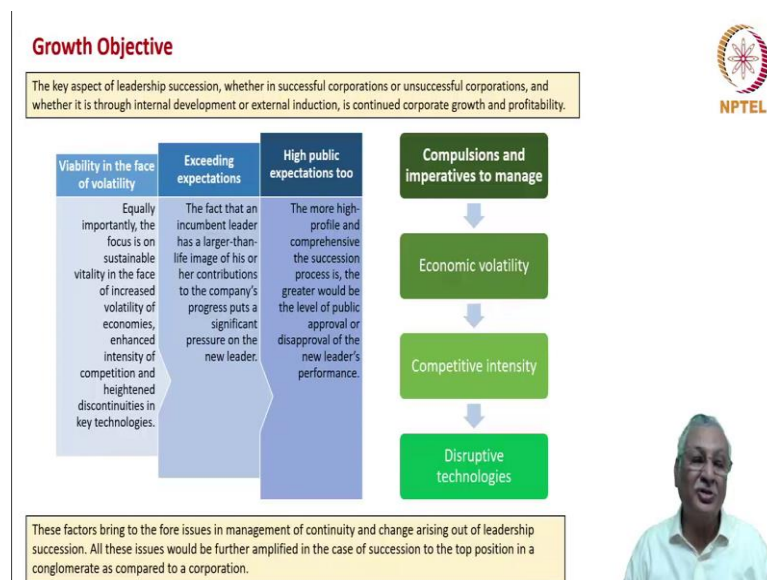 Growth Objective
NPTEL
The key aspect of leadership succession, whether in successful corporations or unsuccessful corporations, and
whether it is through internal development or external induction, is continued corporate growth and profitability.
Viability in the face
of volatility
Equally
importantly, the
focus is on
sustainable
vitality in the face
of increased
volatility of
economies,
enhanced
intensity of
competition and
heightened
discontinuities in
key technologies.
Exceeding
expectations
The fact that an
incumbent leader
has a larger-than-
life image of his or
her contributions
to the company's
progress puts a
significant
pressure on the
new leader.
High public
expectations too
The more high-
profile and
comprehensive
the succession
process is, the
greater would be
the level of public
approval or
disapproval of the
new leader's
performance.
Compulsions and
imperatives to manage
Economic volatility
Competitive intensity
Disruptive
technologies
These factors bring to the fore issues in management of continuity and change arising out of leadership
succession. All these issues would be further amplified in the case of succession to the top position in a
conglomerate as compared to a corporation.